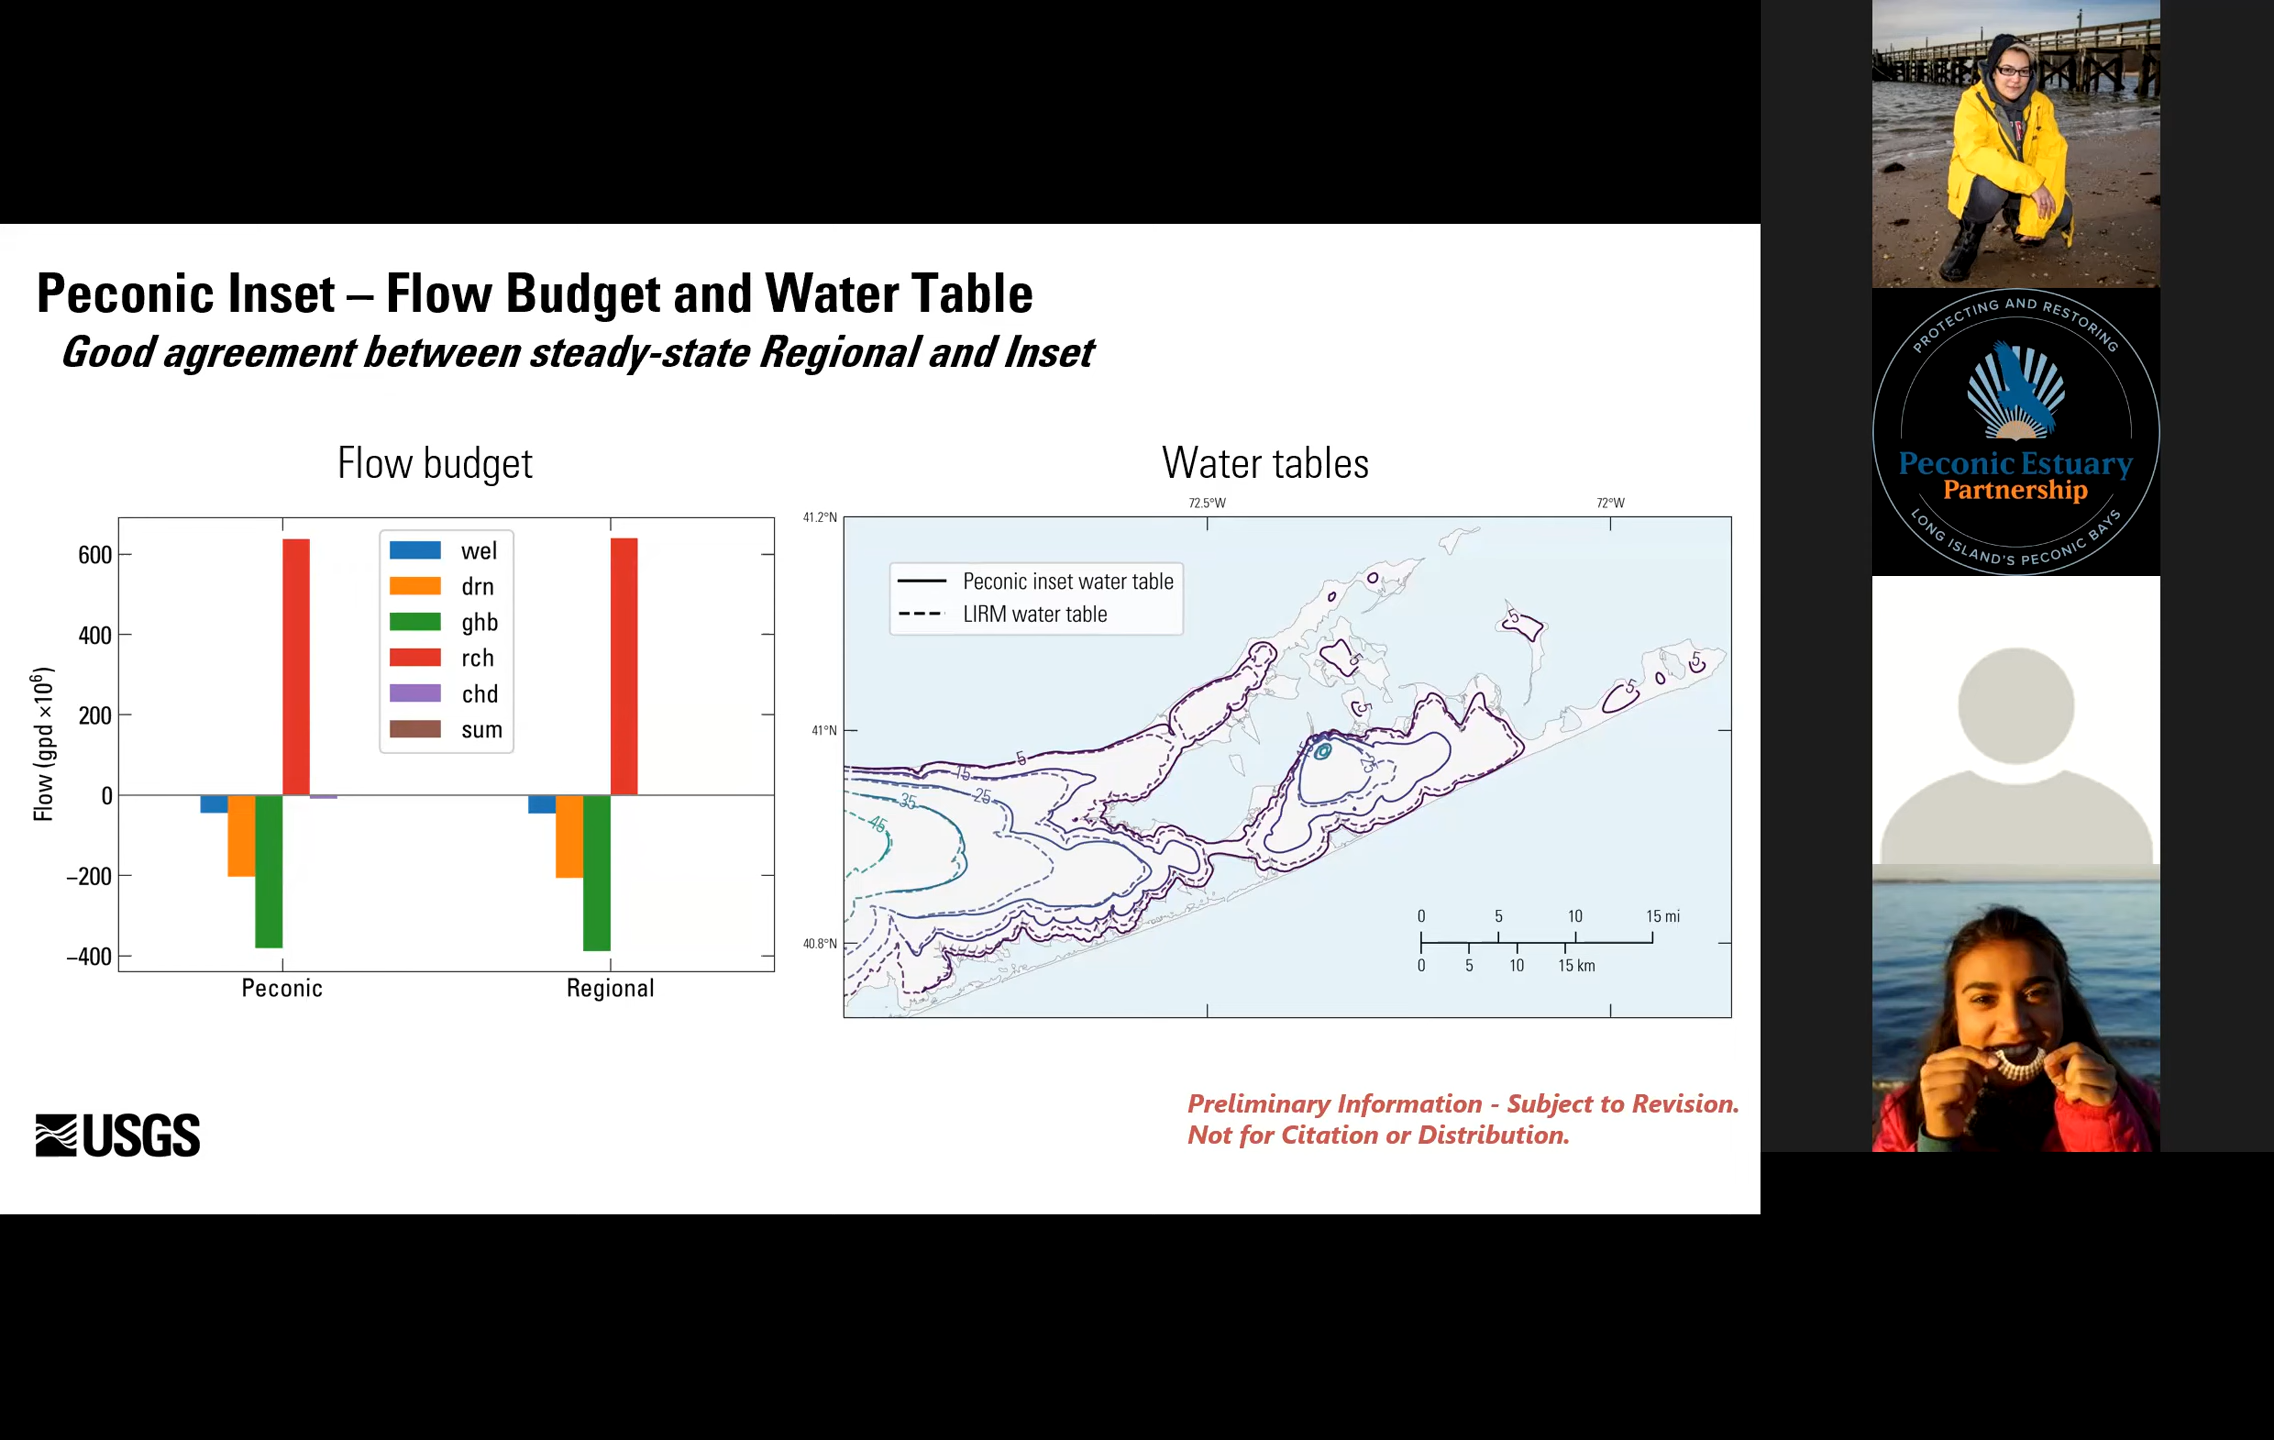 Peconic Inset – Flow Budget and Water Table
Good agreement between steady-state Regional and Inset
Flow budget
Flow (gpd ×10⁶)
600
400
200
0
−200
−400
wel
drn
ghb
rch
chd
sum
Peconic
Regional
Water tables
72.5°W
72°W
41.2°N
41°N
40.8°N
Peconic inset water table
LIRM water table
5
5
5
5
5
5
15
25
35
45
15
25
0 5 10 15 mi
0 5 10 15 km
USGS
Preliminary Information - Subject to Revision.
Not for Citation or Distribution.
PROTECTING AND RESTORING
Peconic Estuary
Partnership
LONG ISLAND'S PECONIC BAYS